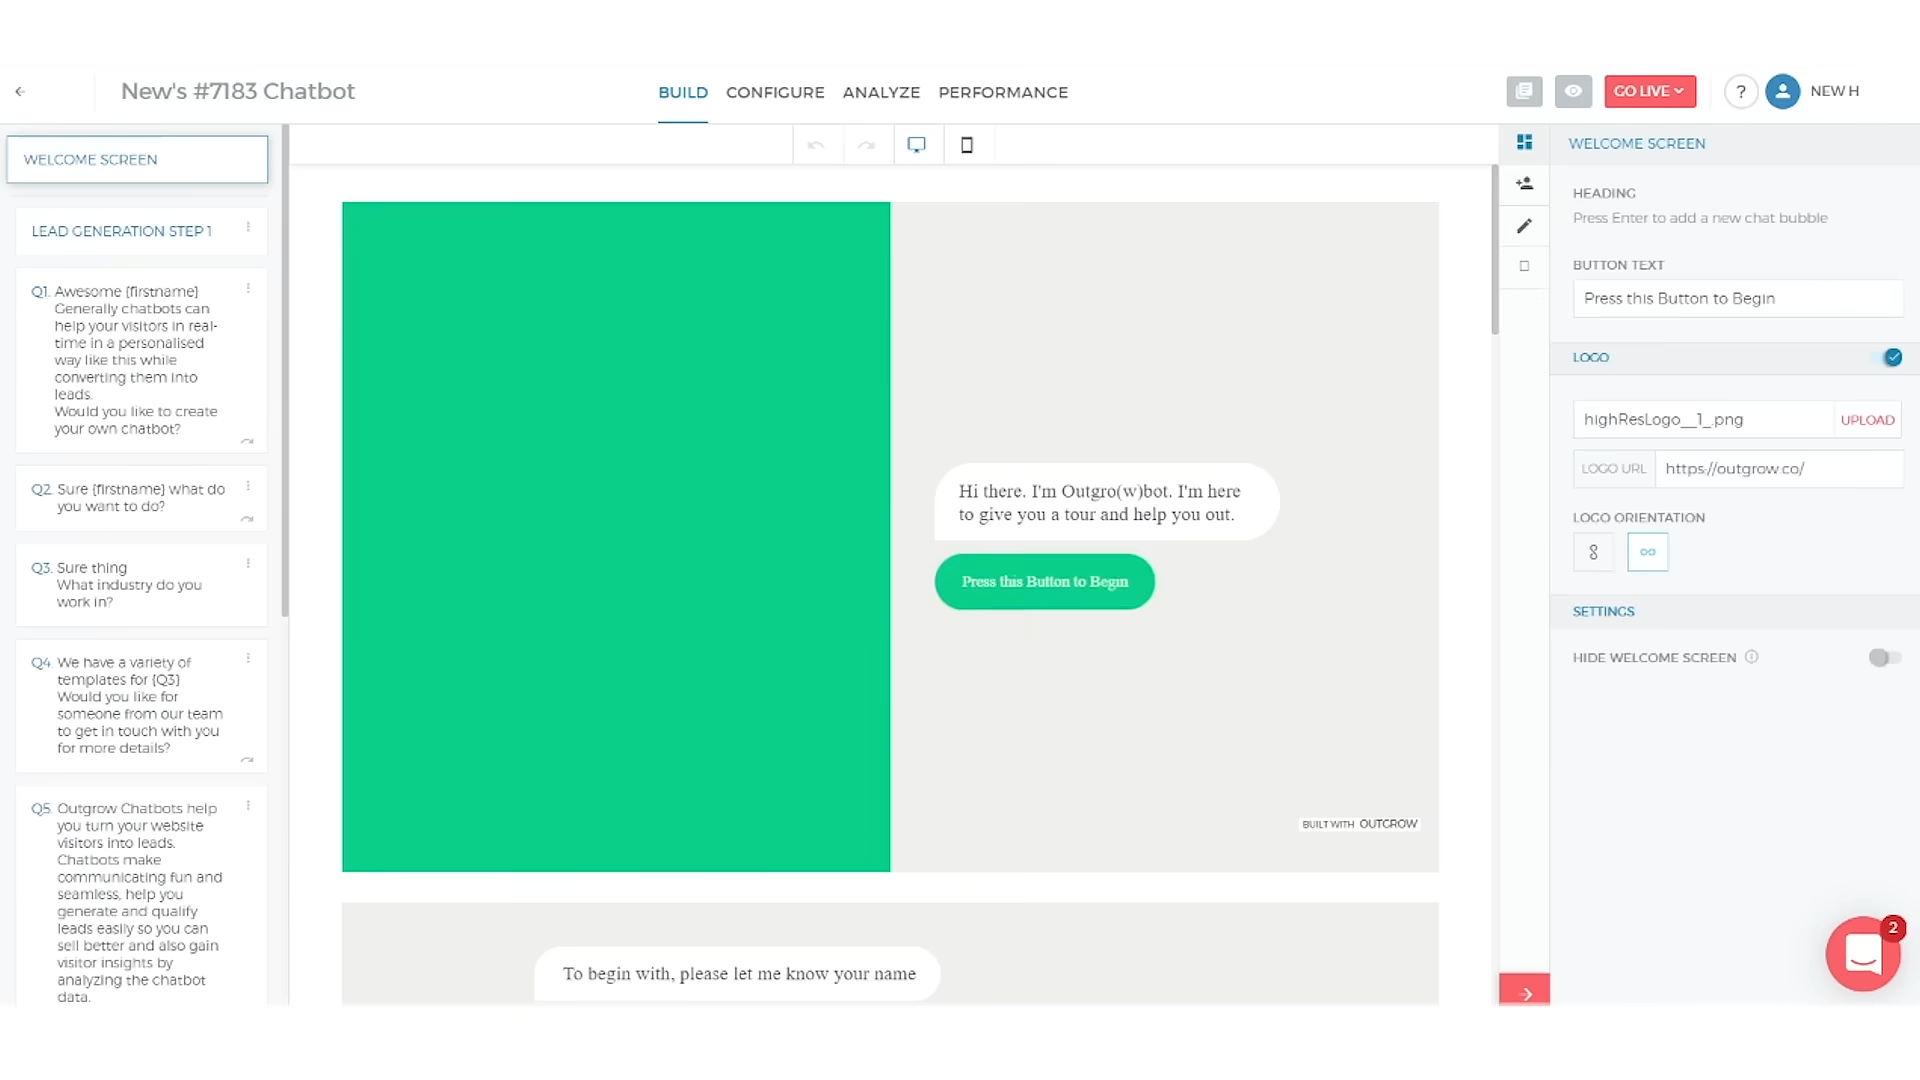 New's #7183 Chatbot
BUILD CONFIGURE ANALYZE PERFORMANCE
GO LIVE
?
NEW H
WELCOME SCREEN
LEAD GENERATION STEP 1
Q1. Awesome {firstname}
Generally chatbots can
help your visitors in real-
time in a personalised
way like this while
converting them into
leads.
Would you like to create
your own chatbot?
Q2. Sure {firstname} what do
you want to do?
Q3. Sure thing
What industry do you
work in?
Q4. We have a variety of
templates for {Q3}
Would you like for
someone from our team
to get in touch with you
for more details?
Q5. Outgrow Chatbots help
you turn your website
visitors into leads.
Chatbots make
communicating fun and
seamless, help you
generate and qualify
leads easily so you can
sell better and also gain
visitor insights by
analyzing the chatbot
data.
Hi there. I'm Outgro(w)bot. I'm here
to give you a tour and help you out.
Press this Button to Begin
BUILT WITH OUTGROW
To begin with, please let me know your name
WELCOME SCREEN
HEADING
Press Enter to add a new chat bubble
BUTTON TEXT
Press this Button to Begin
LOGO
highResLogo__1_.png
UPLOAD
LOGO URL
https://outgrow.co/
LOGO ORIENTATION
SETTINGS
HIDE WELCOME SCREEN
2